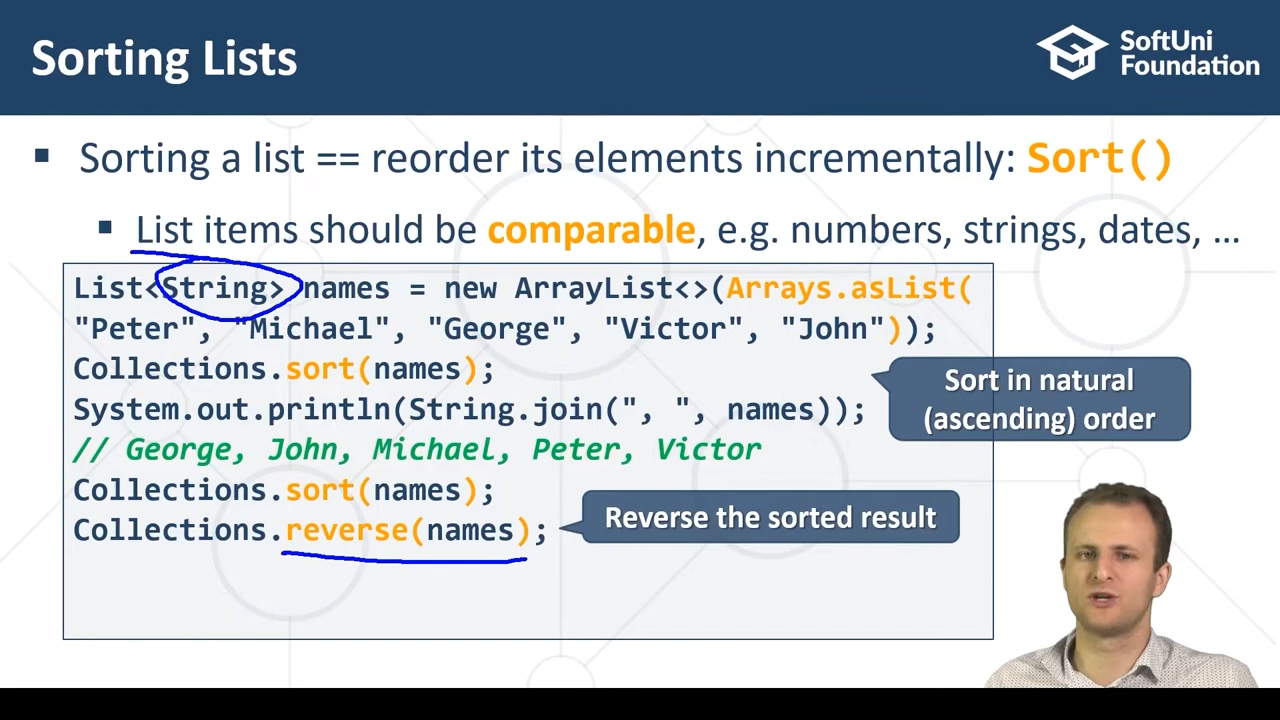 Sorting Lists
SoftUni
Foundation
▪ Sorting a list == reorder its elements incrementally: Sort()
▪ List items should be comparable, e.g. numbers, strings, dates, …
List<String> names = new ArrayList<>(Arrays.asList(
"Peter", "Michael", "George", "Victor", "John"));
Collections.sort(names);
System.out.println(String.join(", ", names));
Sort in natural
(ascending) order
// George, John, Michael, Peter, Victor
Collections.sort(names);
Collections.reverse(names);
Reverse the sorted result